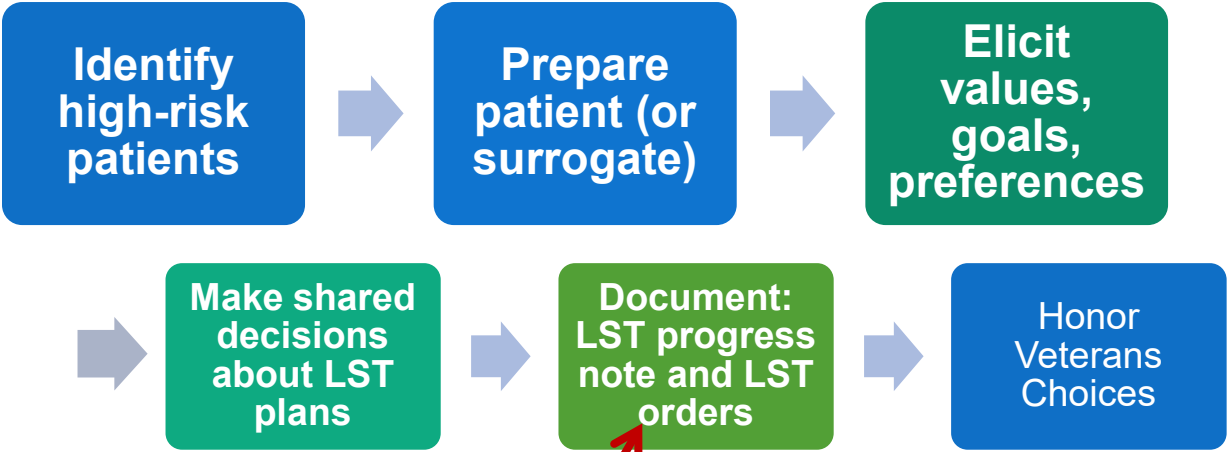 Identify
high-risk
patients
Prepare
patient (or
surrogate)
Elicit
values,
goals,
preferences
Make shared
decisions
about LST
plans
Document:
LST progress
note and LST
orders
Honor
Veterans
Choices